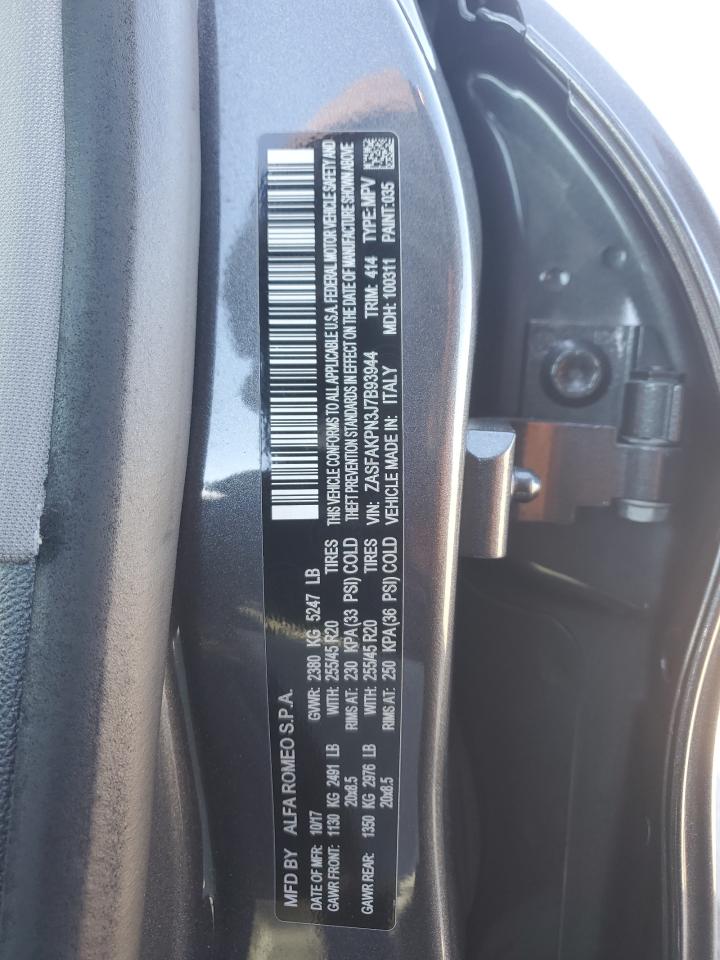 MFD BY ALFA ROMEO S.P.A.
DATE OF MFR: 10/17 GVWR: 2380 KG 5247 LB
GAWR FRONT: 1130 KG 2491 LB WITH: 255/45 R20 TIRES
20x8.5 RIMS AT: 230 KPA(33 PSI) COLD
GAWR REAR: 1350 KG 2976 LB WITH: 255/45 R20 TIRES
20x8.5 RIMS AT: 250 KPA(36 PSI) COLD
THIS VEHICLE CONFORMS TO ALL APPLICABLE U.S.A. FEDERAL MOTOR VEHICLE SAFETY AND
THEFT PREVENTION STANDARDS IN EFFECT ON THE DATE OF MANUFACTURE SHOWN ABOVE
VIN: ZASFAKPN3J7B93944 TRIM: 414 TYPE:MPV
VEHICLE MADE IN: ITALY MDH: 100311 PAINT:035